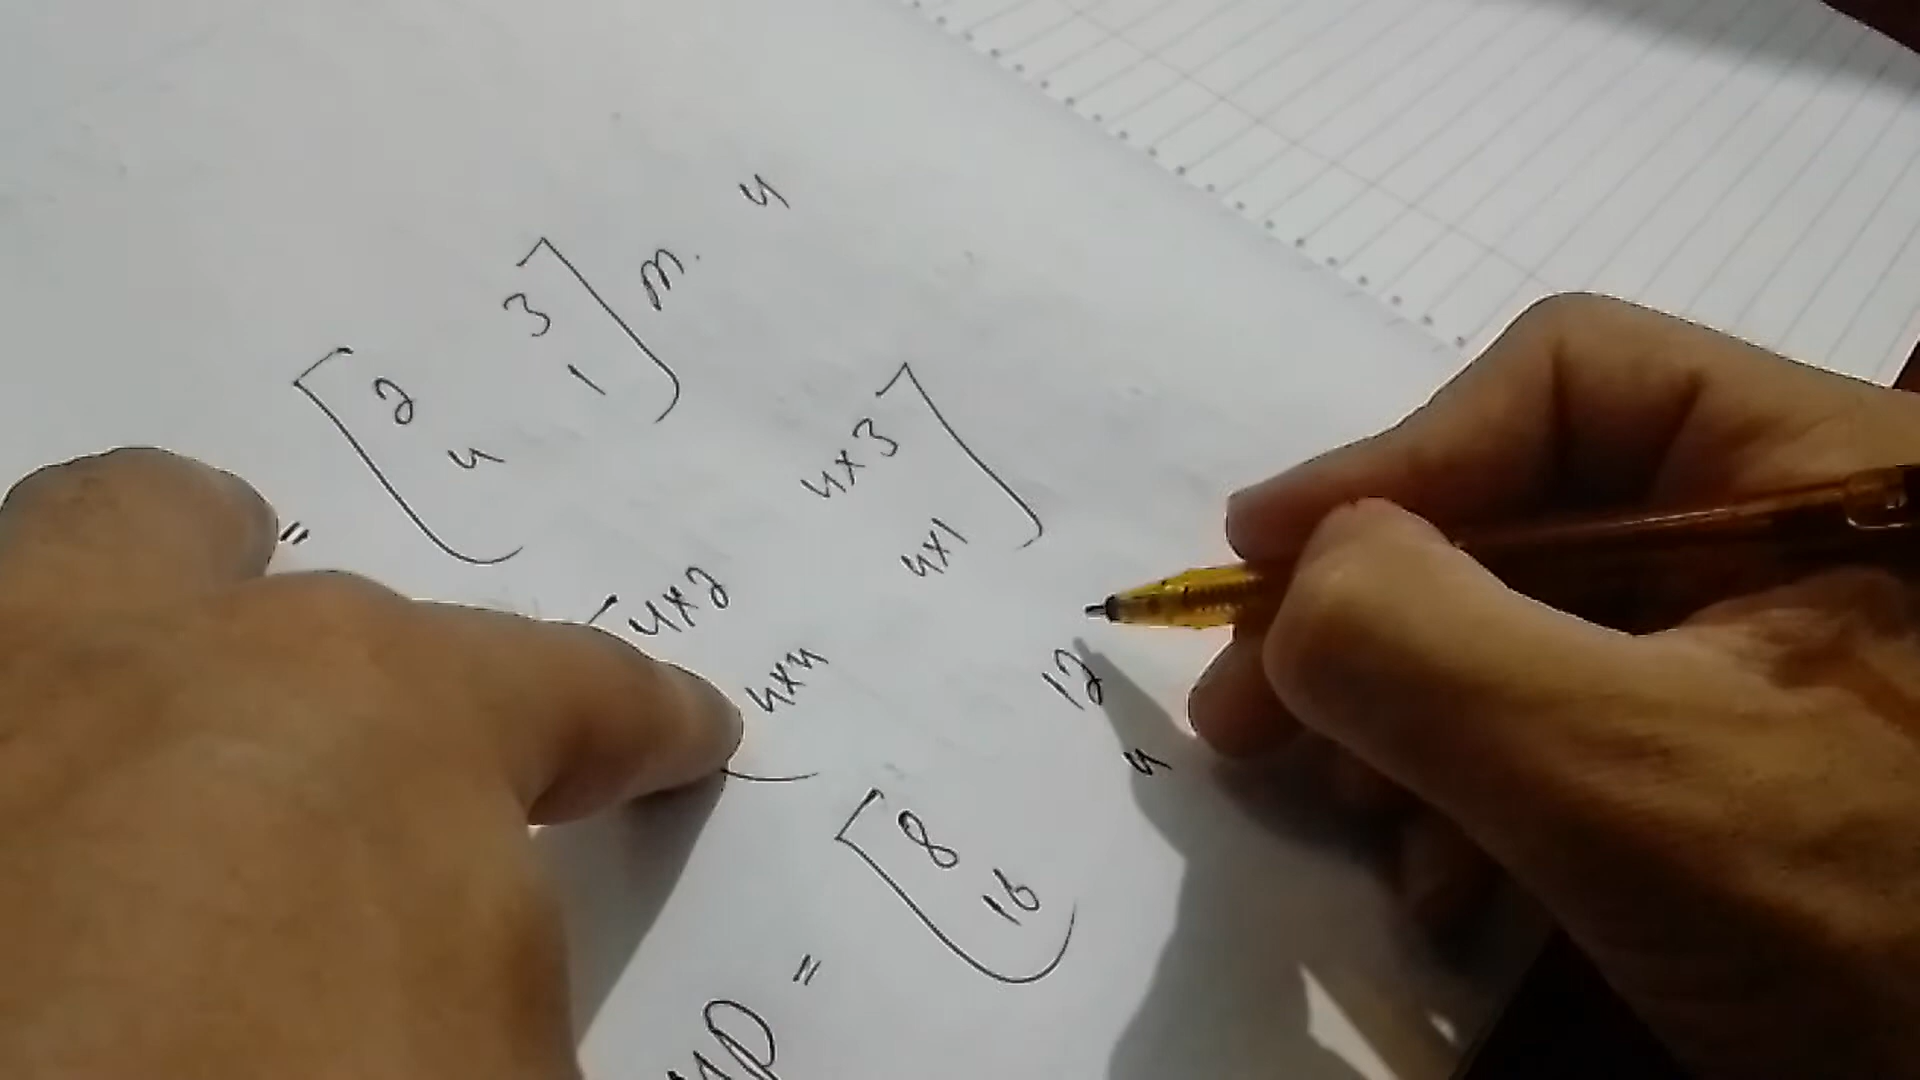 [2 3
4 1] m. 4
= [4x2 4x3
4x4 4x1]
= [8 12
16 4